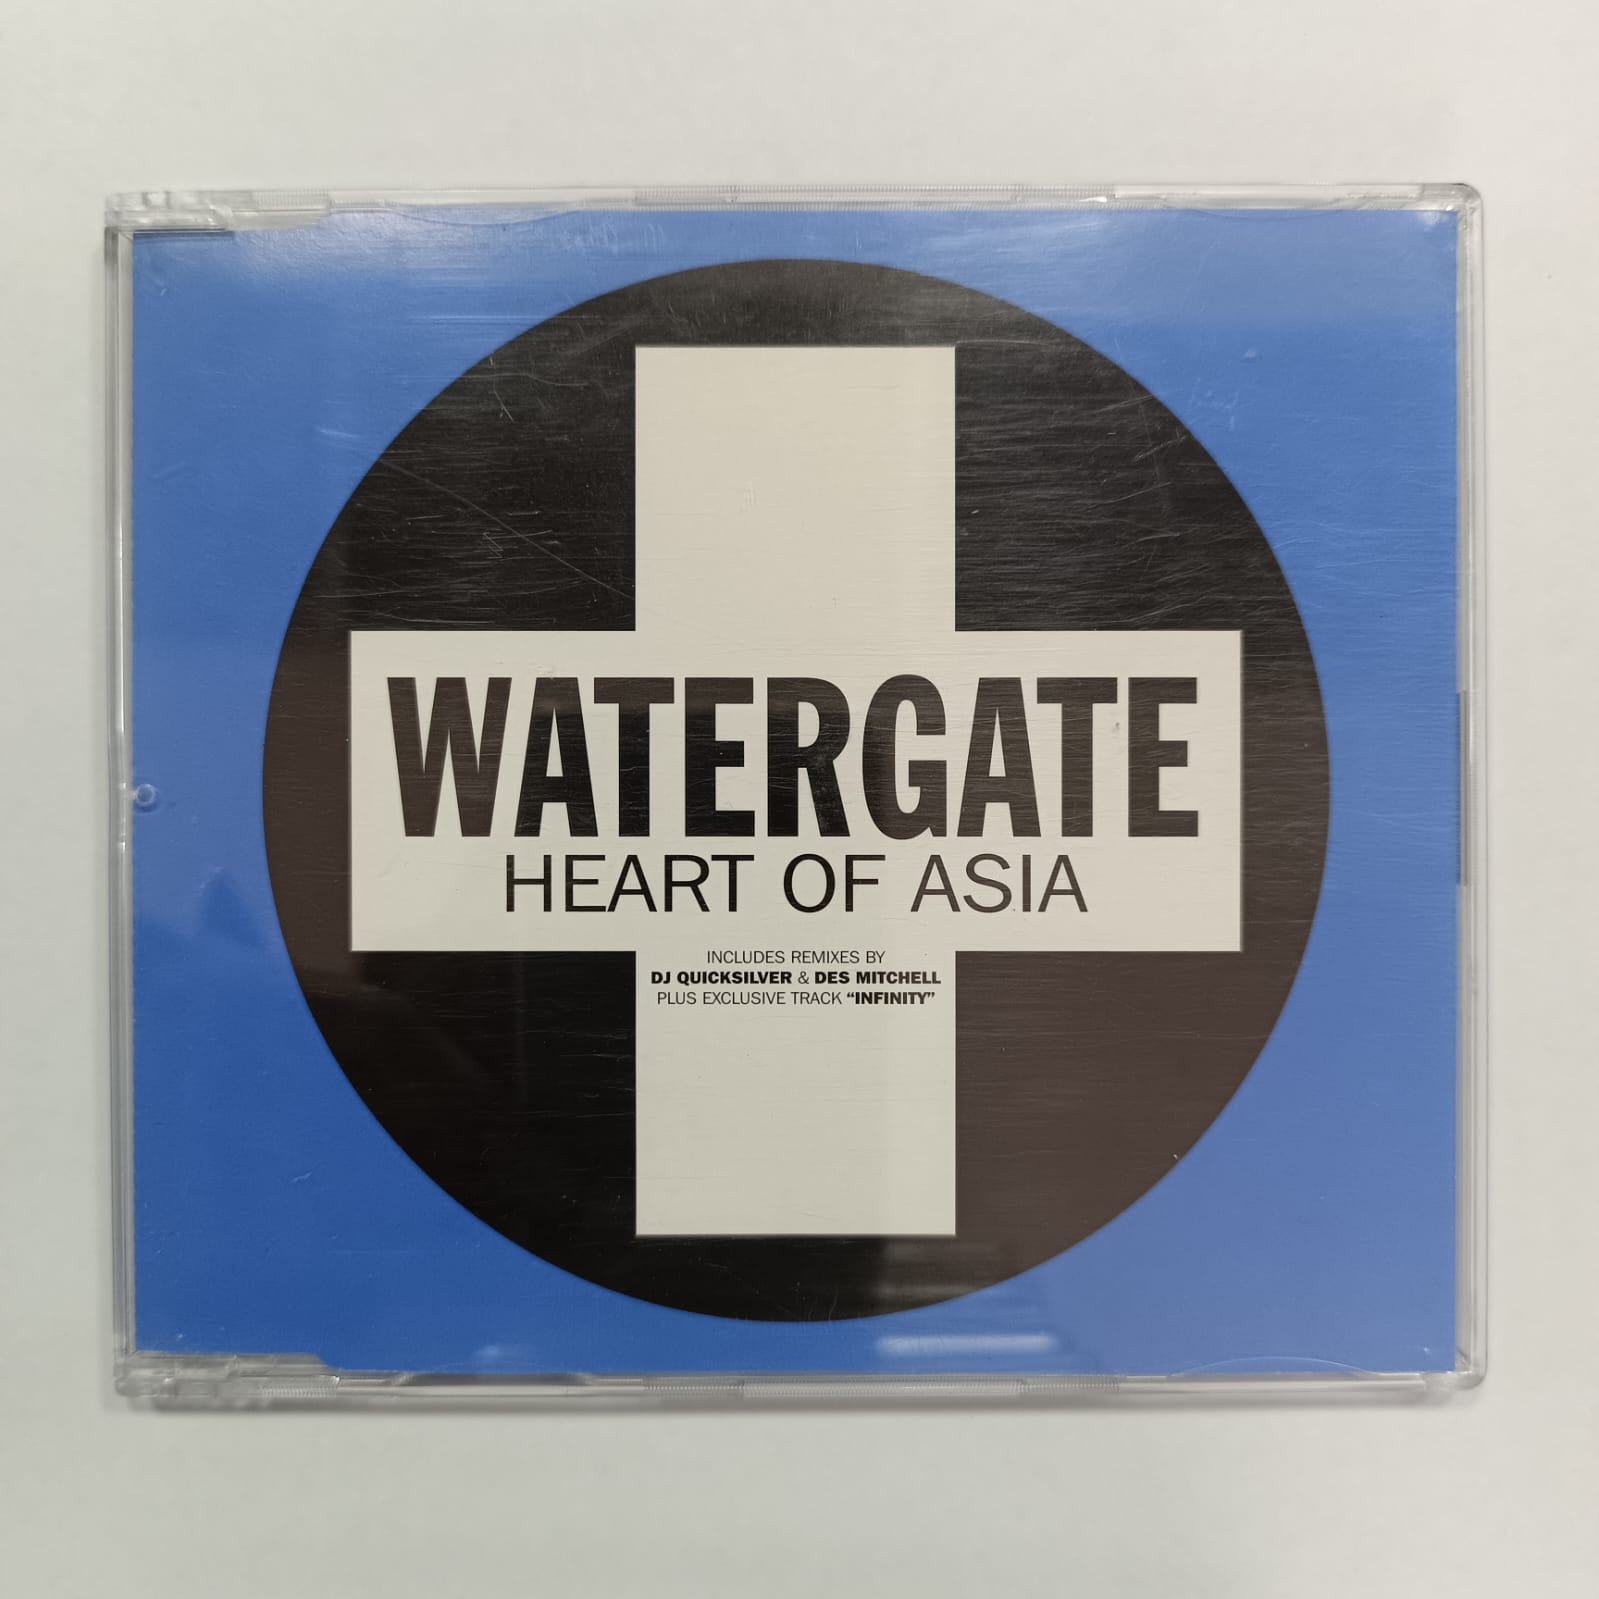 WATERGATE
HEART OF ASIA
INCLUDES REMIXES BY
DJ QUICKSILVER & DES MITCHELL
PLUS EXCLUSIVE TRACK “INFINITY”